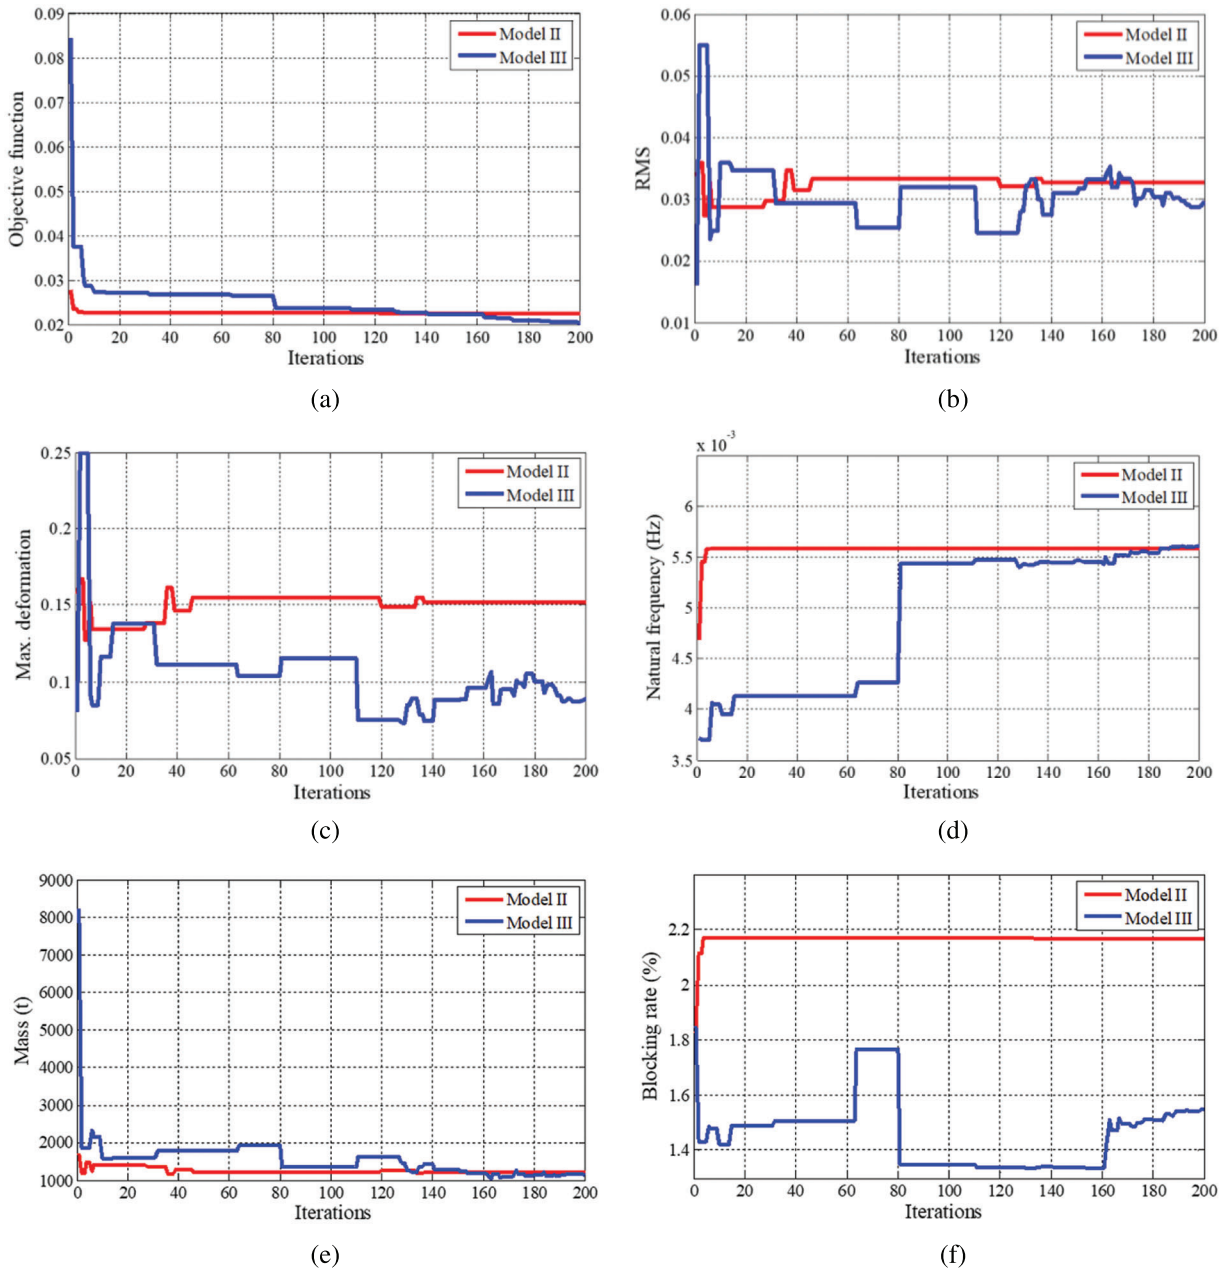 0.09
0.08
0.09
0.06
0.05
0.04
0.03
0.02
Objective function
Model II
Model III
0 20 40 60 80 100 120 140 160 180 200
Iterations
(a)
0.06
0.05
0.04
0.03
0.02
0.01
RMS
Model II
Model III
0 20 40 60 80 100 120 140 160 180 200
Iterations
(b)
0.25
0.2
0.15
0.1
0.05
Max. deformation
Model II
Model III
0 20 40 60 80 100 120 140 160 180 200
Iterations
(c)
x 10-3
6
5.5
5
4.5
4
3.5
Natural frequency (Hz)
Model II
Model III
0 20 40 60 80 100 120 140 160 180 200
Iterations
(d)
9000
8000
7000
6000
5000
4000
3000
2000
1000
Mass (t)
Model II
Model III
0 20 40 60 80 100 120 140 160 180 200
Iterations
(e)
2.2
2
1.8
1.6
1.4
Blocking rate (%)
Model II
Model III
0 20 40 60 80 100 120 140 160 180 200
Iterations
(f)